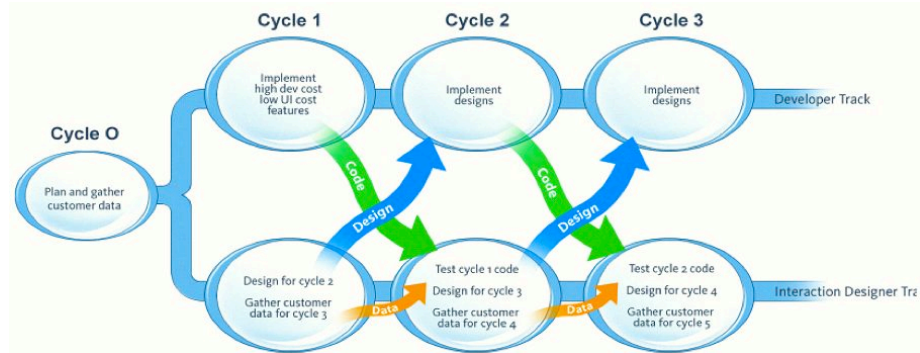 Cycle 1
Cycle 2
Cycle 3
Implement
high dev cost
low UI cost
features
Implement
designs
Implement
designs
Developer Track
Cycle O
Plan and gather
customer data
Code
Design
Code
Design
Design for cycle 2
Gather customer
data for cycle 3
Data
Test cycle 1 code
Design for cycle 3
Gather customer
data for cycle 4
Data
Test cycle 2 code
Design for cycle 4
Gather customer
data for cycle 5
Interaction Designer Tra